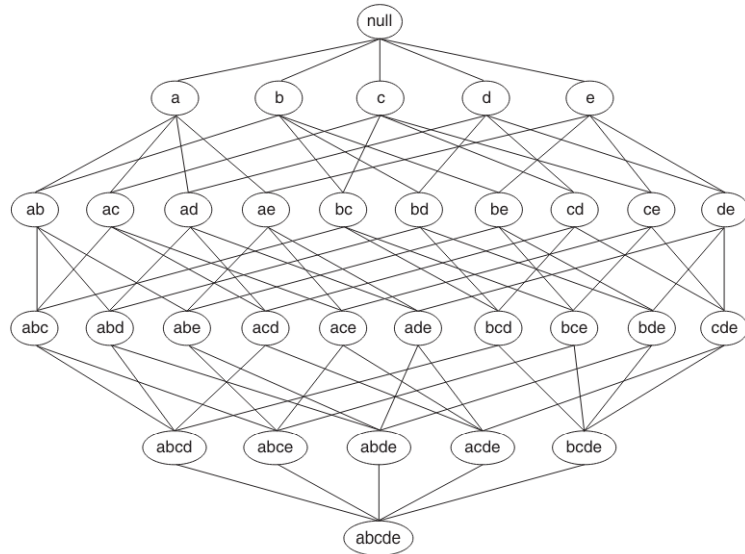 null
a b c d e
ab ac ad ae bc bd be cd ce de
abc abd abe acd ace ade bcd bce bde cde
abcd abce abde acde bcde
abcde